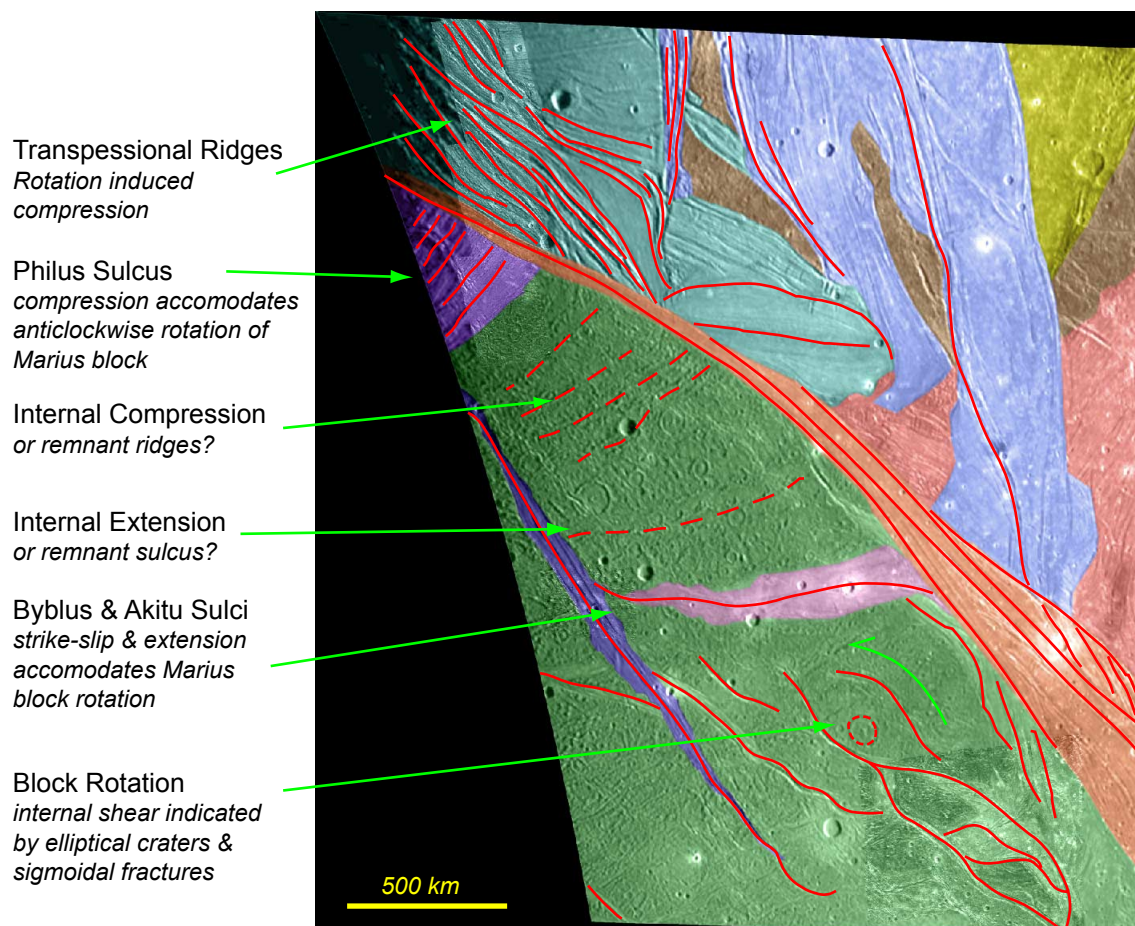 Transpessional Ridges
Rotation induced
compression
Philus Sulcus
compression accomodates
anticlockwise rotation of
Marius block
Internal Compression
or remnant ridges?
Internal Extension
or remnant sulcus?
Byblus & Akitu Sulci
strike-slip & extension
accomodates Marius
block rotation
Block Rotation
internal shear indicated
by elliptical craters &
sigmoidal fractures
500 km